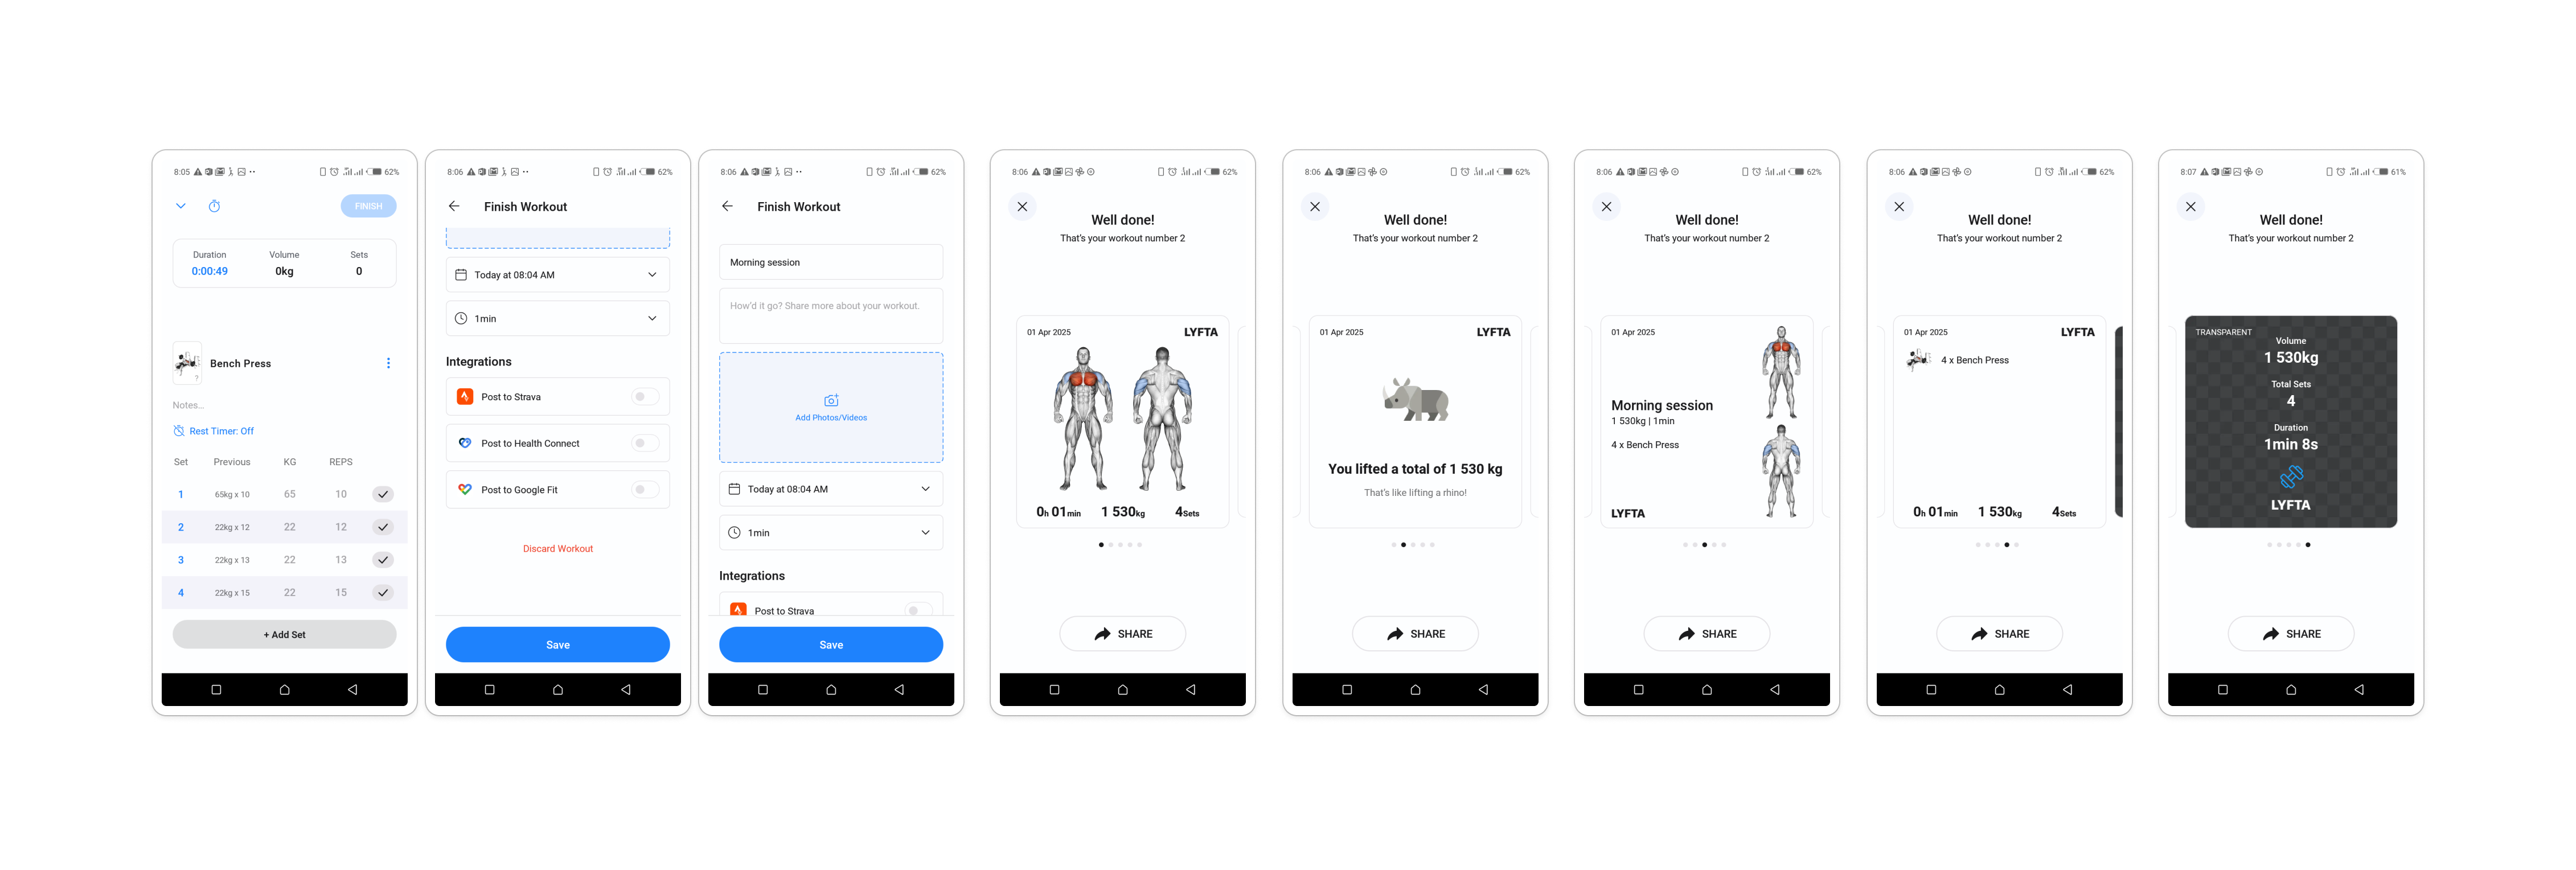 8:05 62%
FINISH
Duration Volume Sets
0:00:49 0kg 0
Bench Press
?
Notes...
Rest Timer: Off
Set Previous KG REPS
1 65kg x 10 65 10
2 22kg x 12 22 12
3 22kg x 13 22 13
4 22kg x 15 22 15
+ Add Set
8:06 62%
Finish Workout
Today at 08:04 AM
1min
Integrations
Post to Strava
Post to Health Connect
Post to Google Fit
Discard Workout
Save
8:06 62%
Finish Workout
Morning session
How'd it go? Share more about your workout.
Add Photos/Videos
Today at 08:04 AM
1min
Integrations
Post to Strava
Save
8:06 62%
Well done!
That's your workout number 2
01 Apr 2025 LYFTA
0h 01min 1 530kg 4Sets
SHARE
8:06 62%
Well done!
That's your workout number 2
01 Apr 2025 LYFTA
You lifted a total of 1 530 kg
That's like lifting a rhino!
SHARE
8:06 62%
Well done!
That's your workout number 2
01 Apr 2025
Morning session
1 530kg | 1min
4 x Bench Press
LYFTA
SHARE
8:06 62%
Well done!
That's your workout number 2
01 Apr 2025 LYFTA
4 x Bench Press
0h 01min 1 530kg 4Sets
SHARE
8:07 61%
Well done!
That's your workout number 2
TRANSPARENT
Volume
1 530kg
Total Sets
4
Duration
1min 8s
LYFTA
SHARE